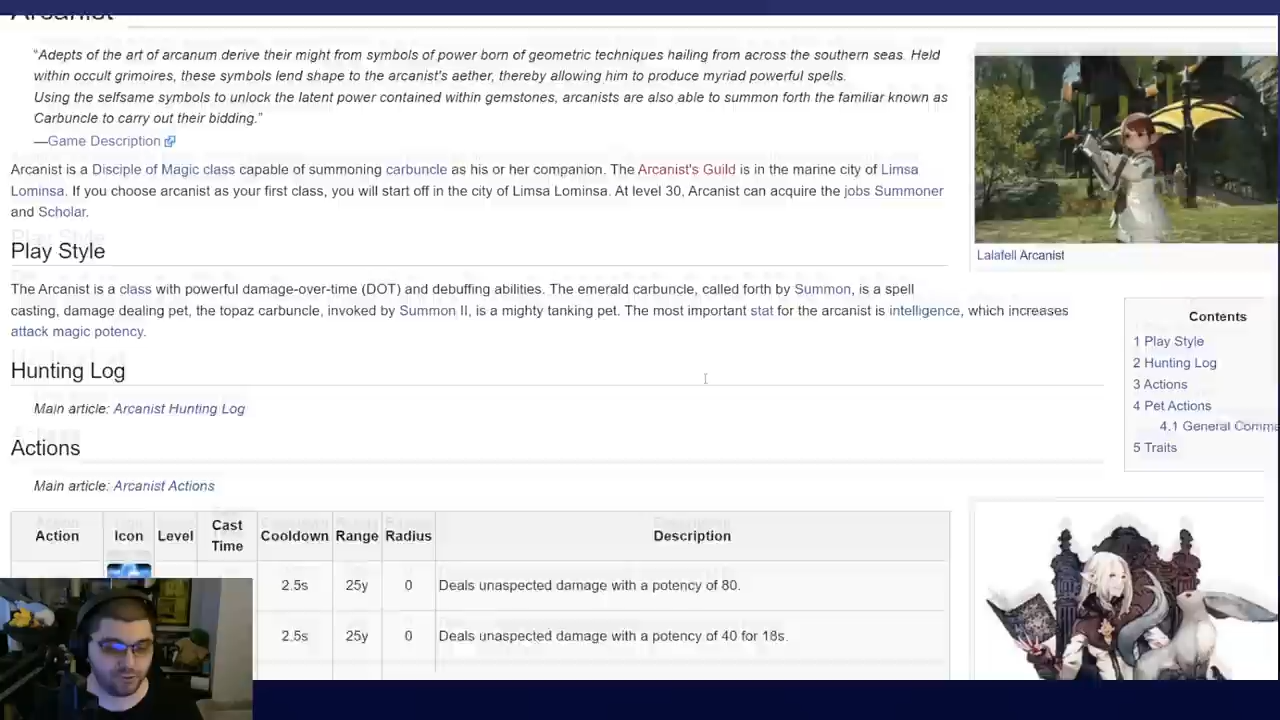 Arcanist
“Adepts of the art of arcanum derive their might from symbols of power born of geometric techniques hailing from across the southern seas. Held
within occult grimoires, these symbols lend shape to the arcanist's aether, thereby allowing him to produce myriad powerful spells.
Using the selfsame symbols to unlock the latent power contained within gemstones, arcanists are also able to summon forth the familiar known as
Carbuncle to carry out their bidding.”
—Game Description
Arcanist is a Disciple of Magic class capable of summoning carbuncle as his or her companion. The Arcanist's Guild is in the marine city of Limsa
Lominsa. If you choose arcanist as your first class, you will start off in the city of Limsa Lominsa. At level 30, Arcanist can acquire the jobs Summoner
and Scholar.
Lalafell Arcanist
Play Style
The Arcanist is a class with powerful damage-over-time (DOT) and debuffing abilities. The emerald carbuncle, called forth by Summon, is a spell
casting, damage dealing pet, the topaz carbuncle, invoked by Summon II, is a mighty tanking pet. The most important stat for the arcanist is intelligence, which increases
attack magic potency.
Contents
1 Play Style
2 Hunting Log
3 Actions
4 Pet Actions
4.1 General
5 Traits
Hunting Log
Main article: Arcanist Hunting Log
Actions
Main article: Arcanist Actions
Action Icon Level Cast Time Cooldown Range Radius Description
2.5s 25y 0 Deals unaspected damage with a potency of 80.
2.5s 25y 0 Deals unaspected damage with a potency of 40 for 18s.